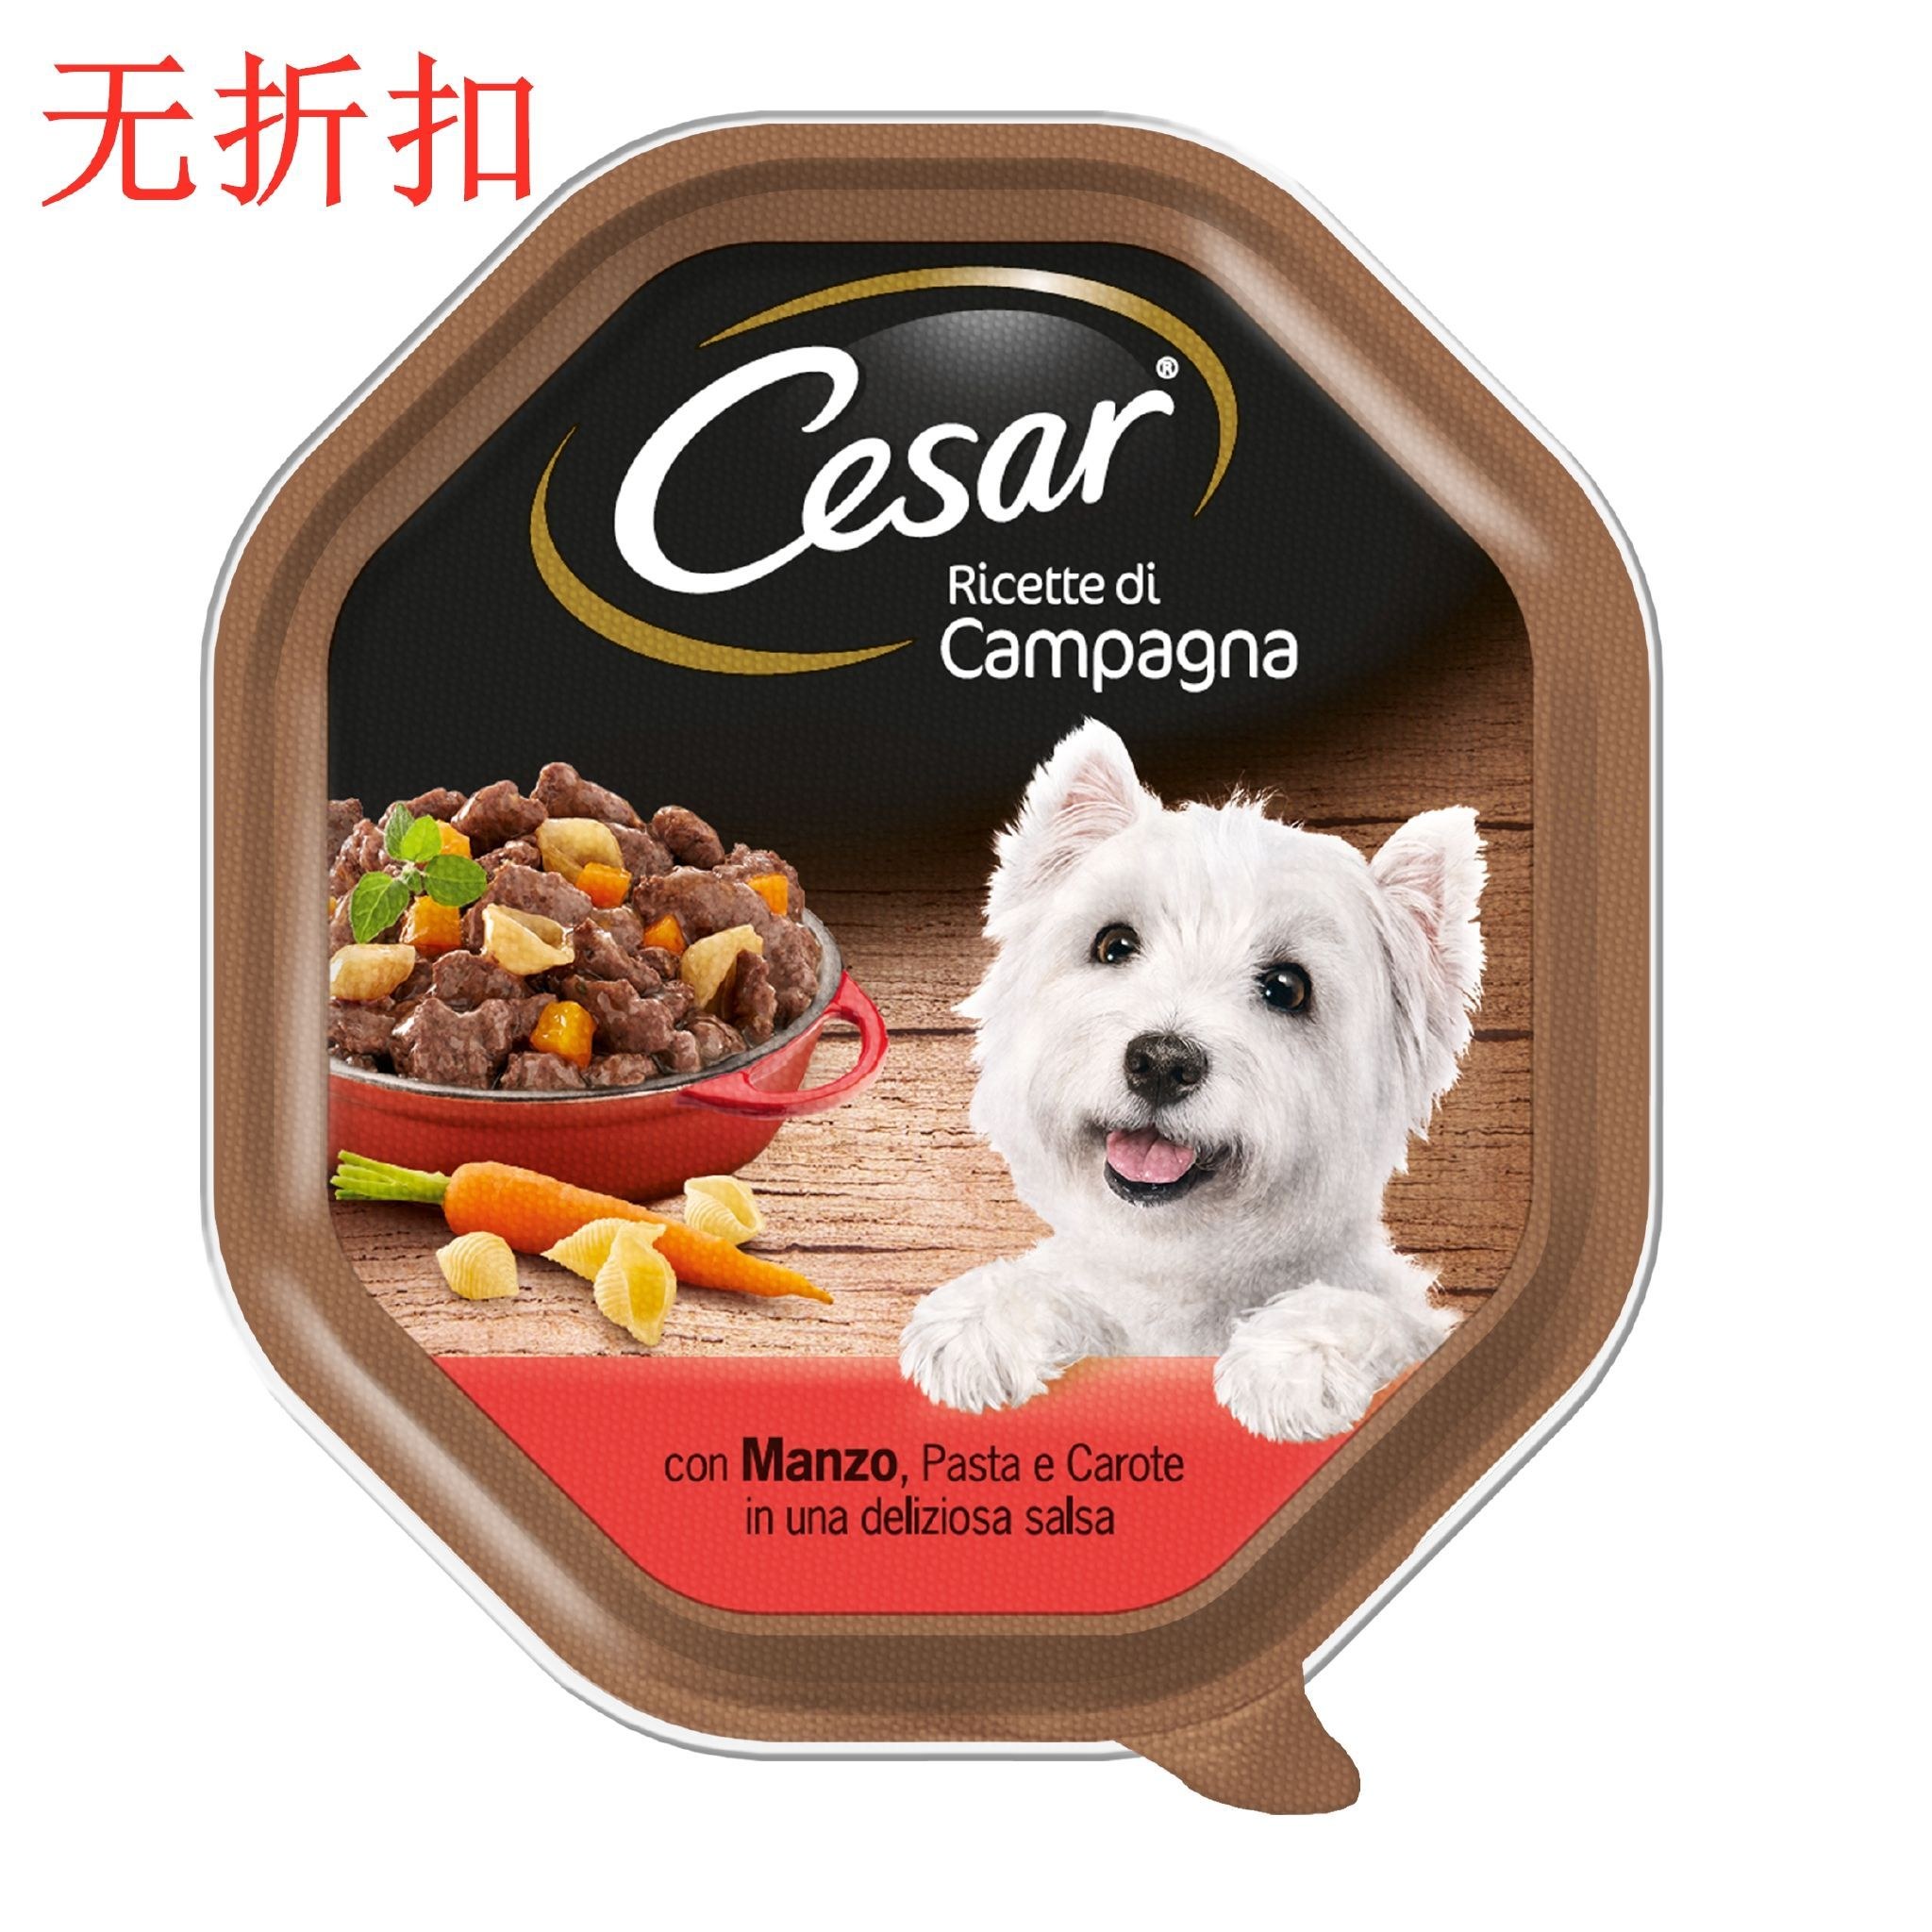 无折扣
Cesar®
Ricette di
Campagna
con Manzo, Pasta e Carote
in una deliziosa salsa